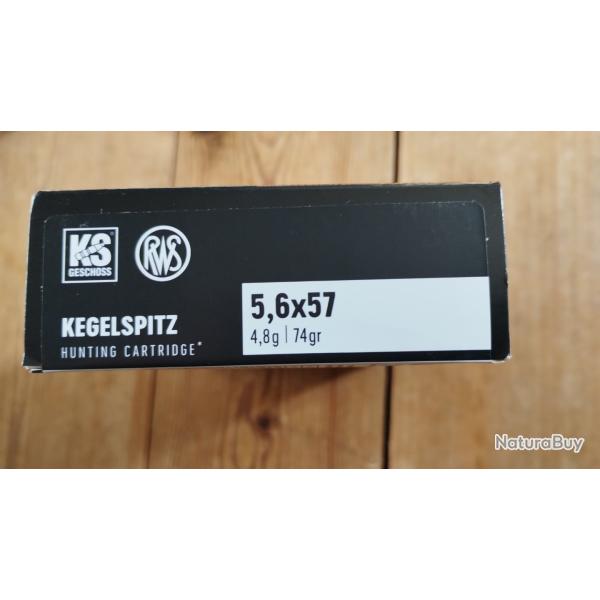 KS
GESCHOSS
RWS
KEGELSPITZ
HUNTING CARTRIDGE*
5,6x57
4,8g | 74gr
NaturaBuy